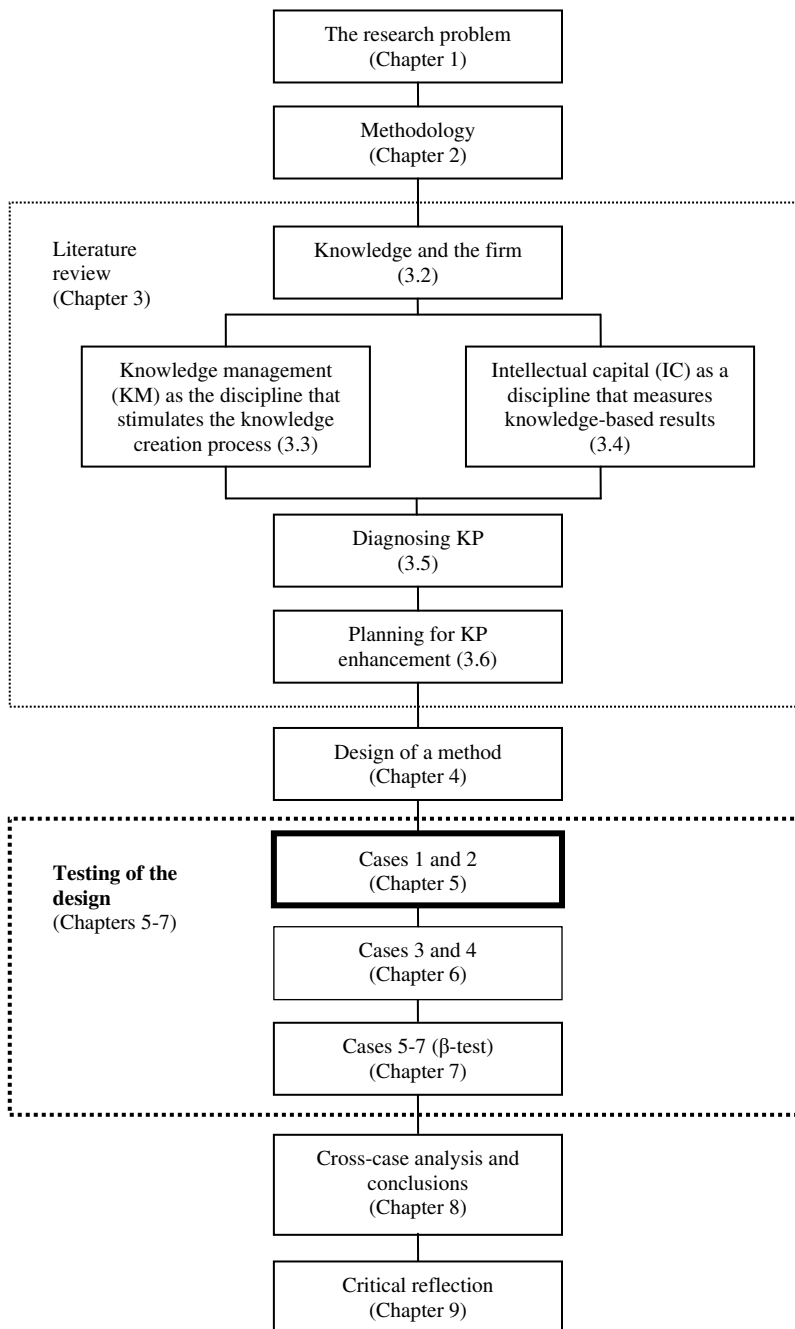 The research problem
(Chapter 1)
Methodology
(Chapter 2)
Literature
review
(Chapter 3)
Knowledge and the firm
(3.2)
Knowledge management
(KM) as the discipline that
stimulates the knowledge
creation process (3.3)
Intellectual capital (IC) as a
discipline that measures
knowledge-based results
(3.4)
Diagnosing KP
(3.5)
Planning for KP
enhancement (3.6)
Design of a method
(Chapter 4)
Testing of the
design
(Chapters 5-7)
Cases 1 and 2
(Chapter 5)
Cases 3 and 4
(Chapter 6)
Cases 5-7 (β-test)
(Chapter 7)
Cross-case analysis and
conclusions
(Chapter 8)
Critical reflection
(Chapter 9)